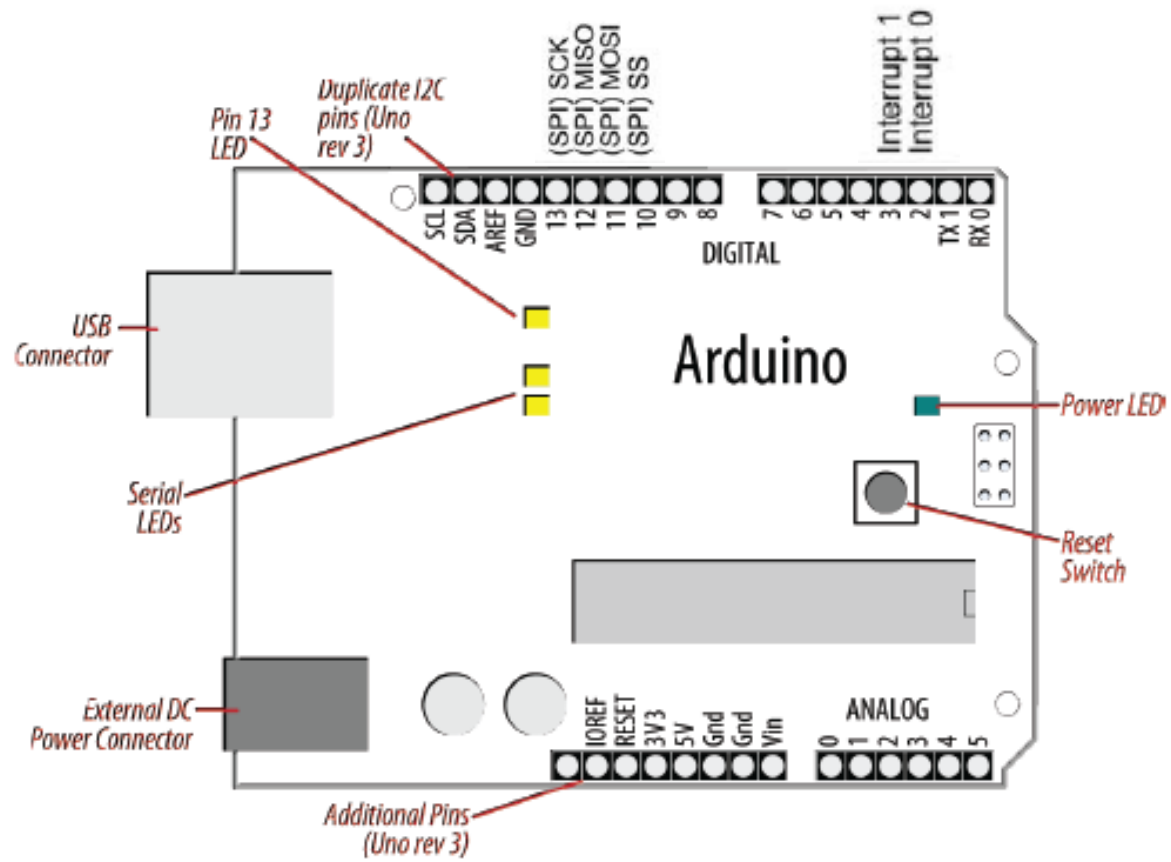 (SPI) SCK
(SPI) MISO
(SPI) MOSI
(SPI) SS
Interrupt 1
Interrupt 0
Duplicate I2C
pins (Uno
rev 3)
Pin 13
LED
SCL
SDA
AREF
GND
13
12
11
10
9
8
7
6
5
4
3
2
TX 1
RX 0
DIGITAL
USB
Connector
Arduino
Power LED
Serial
LEDs
Reset
Switch
External DC
Power Connector
IOREF
RESET
3V3
5V
Gnd
Gnd
Vin
ANALOG
0
1
2
3
4
5
Additional Pins
(Uno rev 3)